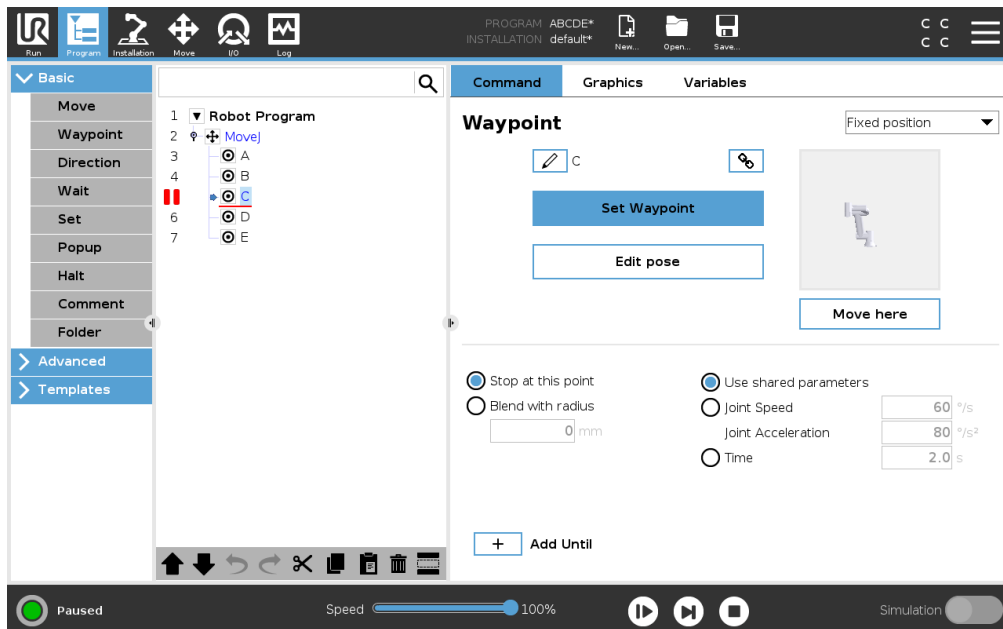 UR
PROGRAM ABCDE*
INSTALLATION default*
C C
C C
Run Program Installation Move I/O Log New... Open... Save...
Basic
Move
Waypoint
Direction
Wait
Set
Popup
Halt
Comment
Folder
Advanced
Templates
1 Robot Program
2 MoveJ
3 A
4 B
C
6 D
7 E
Command Graphics Variables
Waypoint
Fixed position
C
Set Waypoint
Edit pose
Move here
Stop at this point
Blend with radius
0 mm
Use shared parameters
Joint Speed 60 °/s
Joint Acceleration 80 °/s²
Time 2.0 s
+ Add Until
Paused
Speed 100%
Simulation